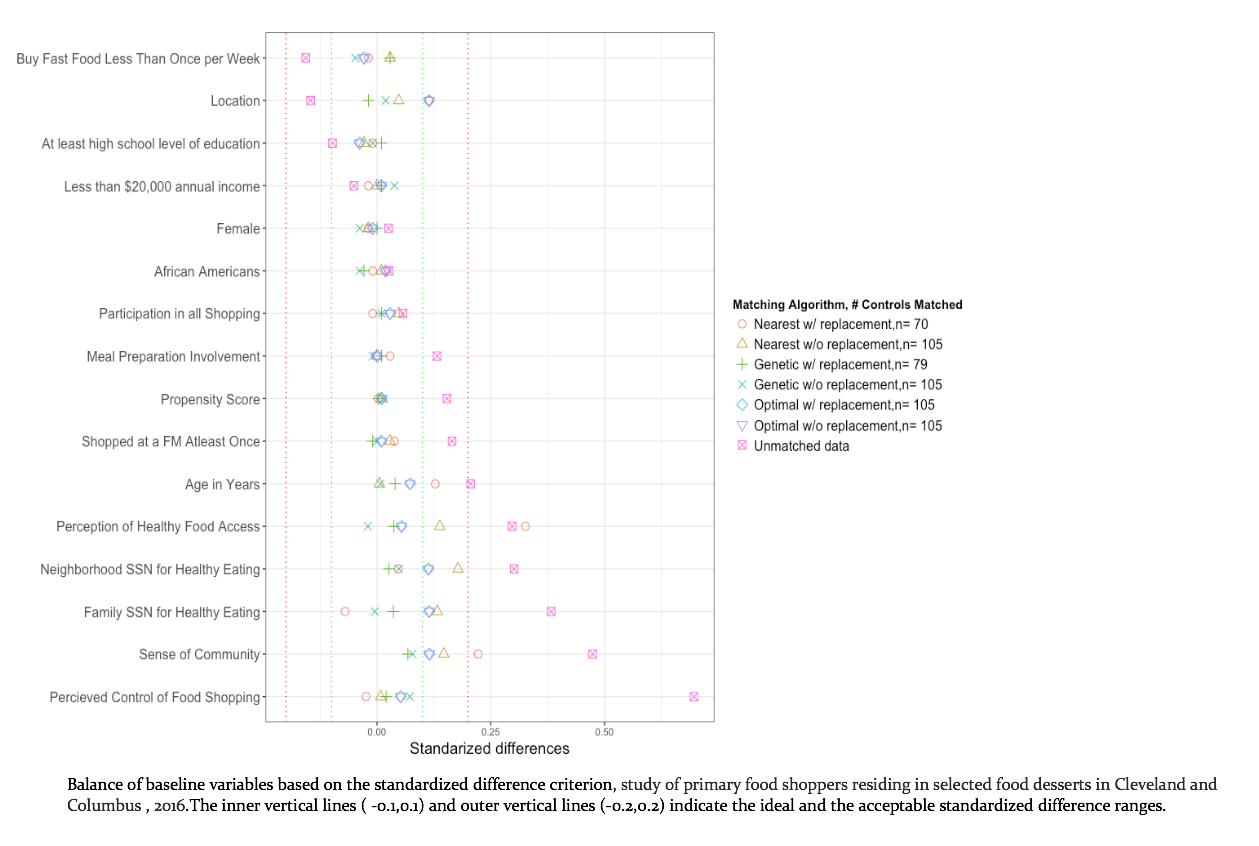 Buy Fast Food Less Than Once per Week
Location
At least high school level of education
Less than $20,000 annual income
Female
African Americans
Participation in all Shopping
Meal Preparation Involvement
Propensity Score
Shopped at a FM Atleast Once
Age in Years
Perception of Healthy Food Access
Neighborhood SSN for Healthy Eating
Family SSN for Healthy Eating
Sense of Community
Percieved Control of Food Shopping
0.00 0.25 0.50
Standarized differences
Matching Algorithm, # Controls Matched
Nearest w/ replacement,n= 70
Nearest w/o replacement,n= 105
Genetic w/ replacement,n= 79
Genetic w/o replacement,n= 105
Optimal w/ replacement,n= 105
Optimal w/o replacement,n= 105
Unmatched data
Balance of baseline variables based on the standardized difference criterion, study of primary food shoppers residing in selected food desserts in Cleveland and
Columbus , 2016.The inner vertical lines ( -0.1,0.1) and outer vertical lines (-0.2,0.2) indicate the ideal and the acceptable standardized difference ranges.